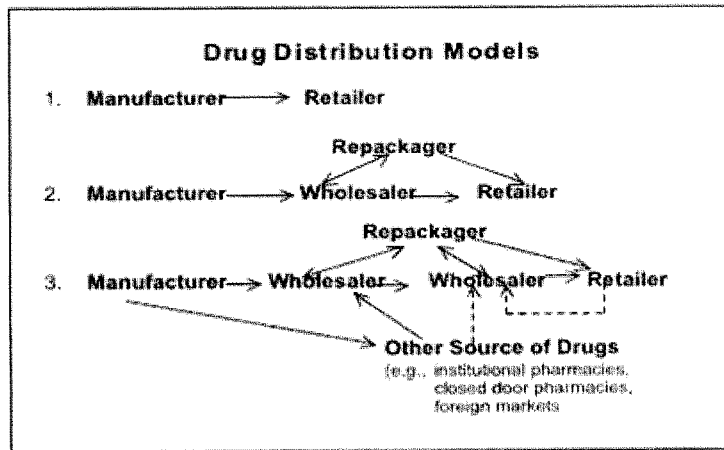 Drug Distribution Models
1. Manufacturer Retailer
Repackager
2. Manufacturer Wholesaler Retailer
Repackager
3. Manufacturer Wholesaler Wholesaler Retailer
Other Source of Drugs
(e.g., institutional pharmacies,
closed door pharmacies,
foreign markets